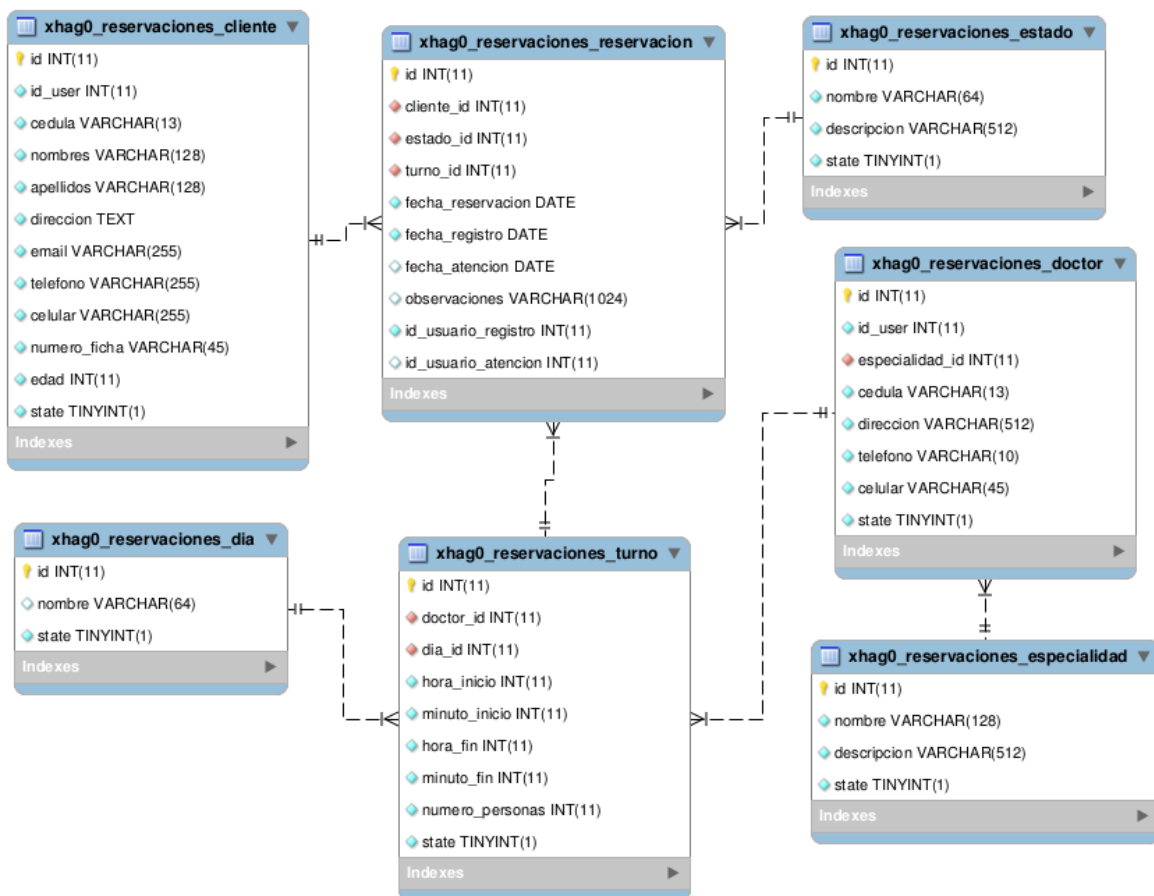 xhag0_reservaciones_cliente
id INT(11)
id_user INT(11)
cedula VARCHAR(13)
nombres VARCHAR(128)
apellidos VARCHAR(128)
direccion TEXT
email VARCHAR(255)
telefono VARCHAR(255)
celular VARCHAR(255)
numero_ficha VARCHAR(45)
edad INT(11)
state TINYINT(1)
Indexes
xhag0_reservaciones_reservacion
id INT(11)
cliente_id INT(11)
estado_id INT(11)
turno_id INT(11)
fecha_reservacion DATE
fecha_registro DATE
fecha_atencion DATE
observaciones VARCHAR(1024)
id_usuario_registro INT(11)
id_usuario_atencion INT(11)
Indexes
xhag0_reservaciones_estado
id INT(11)
nombre VARCHAR(64)
descripcion VARCHAR(512)
state TINYINT(1)
Indexes
xhag0_reservaciones_doctor
id INT(11)
id_user INT(11)
especialidad_id INT(11)
cedula VARCHAR(13)
direccion VARCHAR(512)
telefono VARCHAR(10)
celular VARCHAR(45)
state TINYINT(1)
Indexes
xhag0_reservaciones_dia
id INT(11)
nombre VARCHAR(64)
state TINYINT(1)
Indexes
xhag0_reservaciones_turno
id INT(11)
doctor_id INT(11)
dia_id INT(11)
hora_inicio INT(11)
minuto_inicio INT(11)
hora_fin INT(11)
minuto_fin INT(11)
numero_personas INT(11)
state TINYINT(1)
Indexes
xhag0_reservaciones_especialidad
id INT(11)
nombre VARCHAR(128)
descripcion VARCHAR(512)
state TINYINT(1)
Indexes